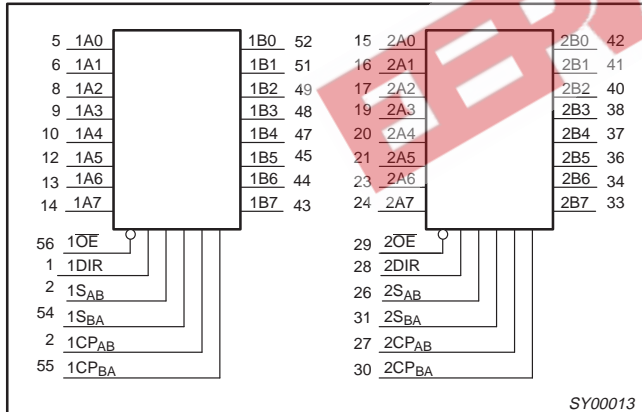 5 1A0 1B0 52 15 2A0 2B0 42
6 1A1 1B1 51 16 2A1 2B1 41
8 1A2 1B2 49 17 2A2 2B2 40
9 1A3 1B3 48 19 2A3 2B3 38
10 1A4 1B4 47 20 2A4 2B4 37
12 1A5 1B5 45 21 2A5 2B5 36
13 1A6 1B6 44 23 2A6 2B6 34
14 1A7 1B7 43 24 2A7 2B7 33
56 1OE 29 2OE
1 1DIR 28 2DIR
2 1SAB 26 2SAB
54 1SBA 31 2SBA
2 1CPAB 27 2CPAB
55 1CPBA 30 2CPBA
SY00013